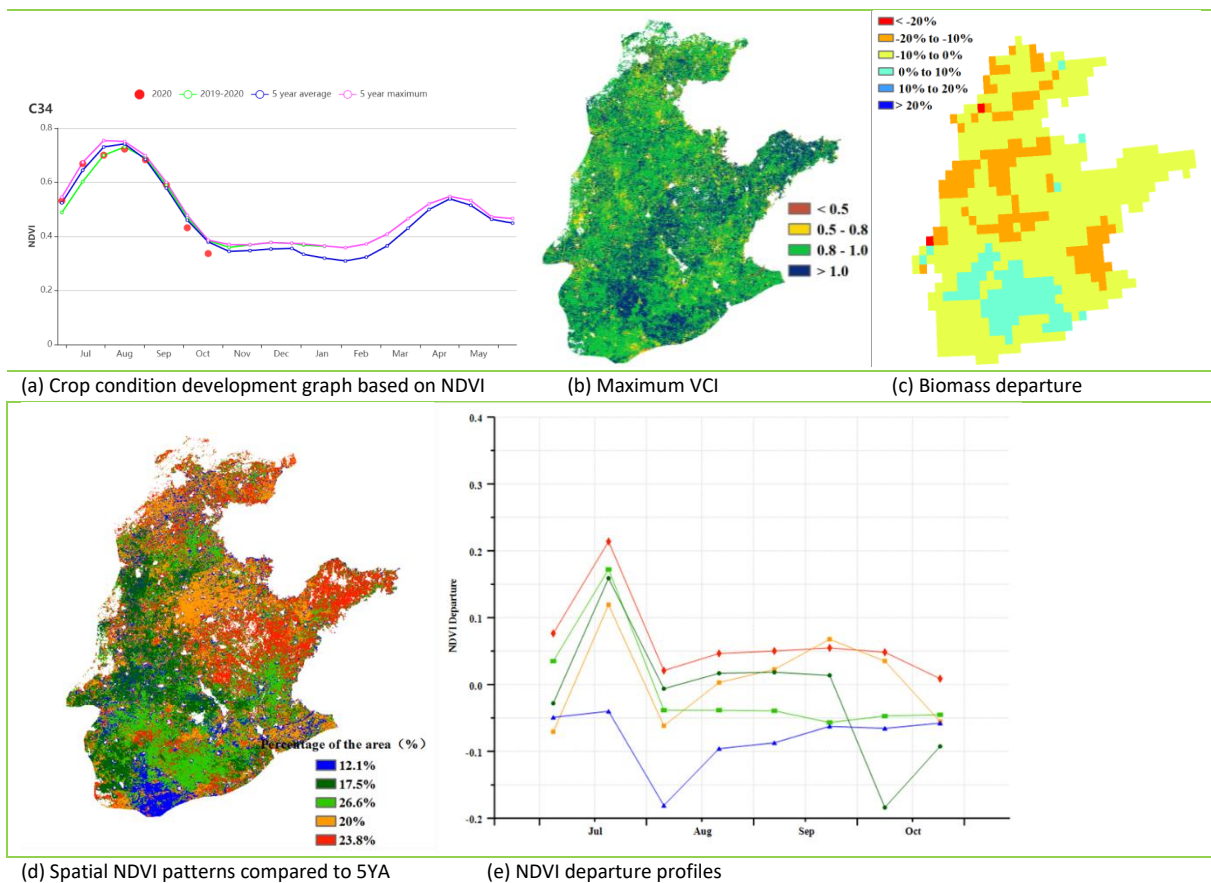 C34
2020 2019-2020 5 year average 5 year maximum
NDVI
0.8
0.6
0.4
0.2
0
Jul Aug Sep Oct Nov Dec Jan Feb Mar Apr May
< 0.5
0.5 - 0.8
0.8 - 1.0
> 1.0
< -20%
-20% to -10%
-10% to 0%
0% to 10%
10% to 20%
> 20%
(a) Crop condition development graph based on NDVI (b) Maximum VCI (c) Biomass departure
Percentage of the area（%）
12.1%
17.5%
26.6%
20%
23.8%
NDVI Departure
0.4
0.3
0.2
0.1
0.0
-0.1
-0.2
Jul Aug Sep Oct
(d) Spatial NDVI patterns compared to 5YA (e) NDVI departure profiles